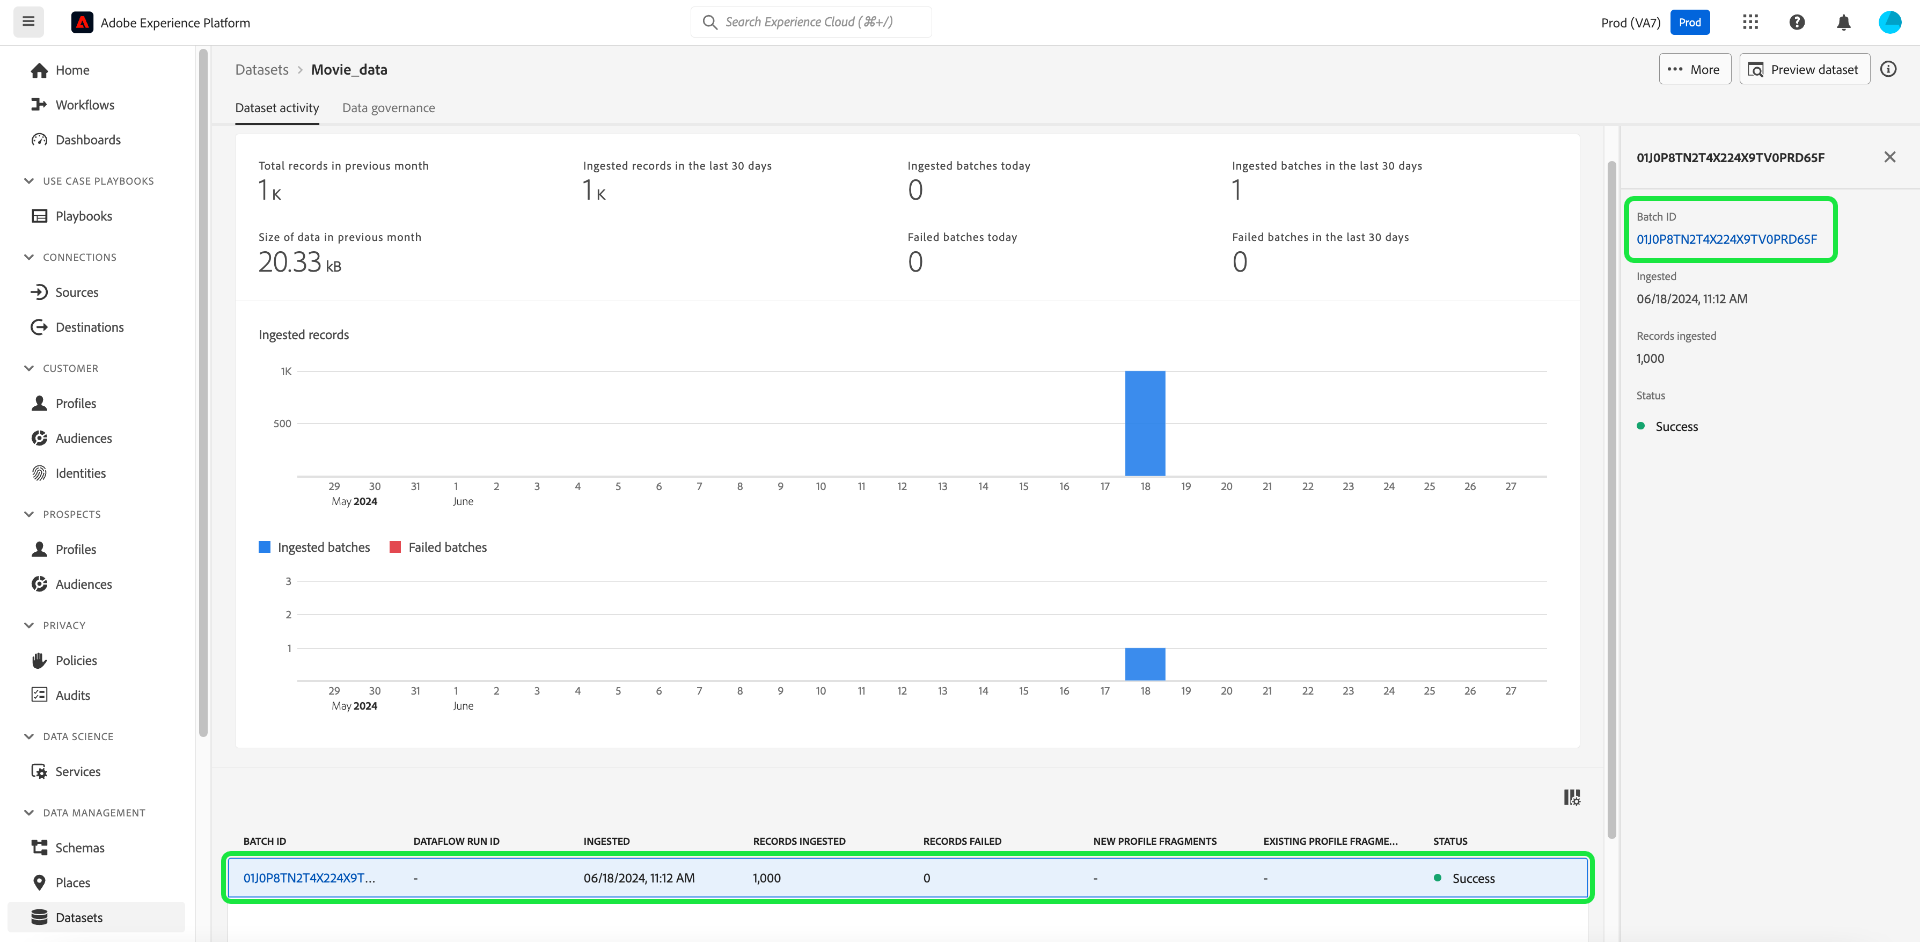 Adobe Experience Platform
Search Experience Cloud (⌘+/)
Prod (VA7)
Prod
Home
Workflows
Dashboards
USE CASE PLAYBOOKS
Playbooks
CONNECTIONS
Sources
Destinations
CUSTOMER
Profiles
Audiences
Identities
PROSPECTS
Profiles
Audiences
PRIVACY
Policies
Audits
DATA SCIENCE
Services
DATA MANAGEMENT
Schemas
Places
Datasets
Datasets > Movie_data
More
Preview dataset
Dataset activity Data governance
Total records in previous month
1 K
Ingested records in the last 30 days
1 K
Ingested batches today
0
Ingested batches in the last 30 days
1
Size of data in previous month
20.33 kB
Failed batches today
0
Failed batches in the last 30 days
0
Ingested records
1K
500
29 30 31 1 2 3 4 5 6 7 8 9 10 11 12 13 14 15 16 17 18 19 20 21 22 23 24 25 26 27
May 2024 June
Ingested batches Failed batches
3
2
1
29 30 31 1 2 3 4 5 6 7 8 9 10 11 12 13 14 15 16 17 18 19 20 21 22 23 24 25 26 27
May 2024 June
BATCH ID DATAFLOW RUN ID INGESTED RECORDS INGESTED RECORDS FAILED NEW PROFILE FRAGMENTS EXISTING PROFILE FRAGME... STATUS
01J0P8TN2T4X224X9T... - 06/18/2024, 11:12 AM 1,000 0 - - Success
01J0P8TN2T4X224X9TV0PRD65F
Batch ID
01J0P8TN2T4X224X9TV0PRD65F
Ingested
06/18/2024, 11:12 AM
Records ingested
1,000
Status
Success